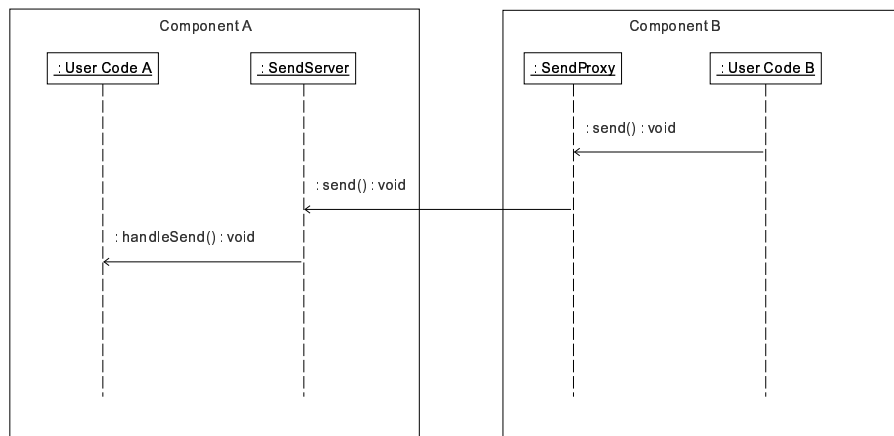 Component A
Component B
: User Code A
: SendServer
: SendProxy
: User Code B
: send() : void
: send() : void
: handleSend() : void